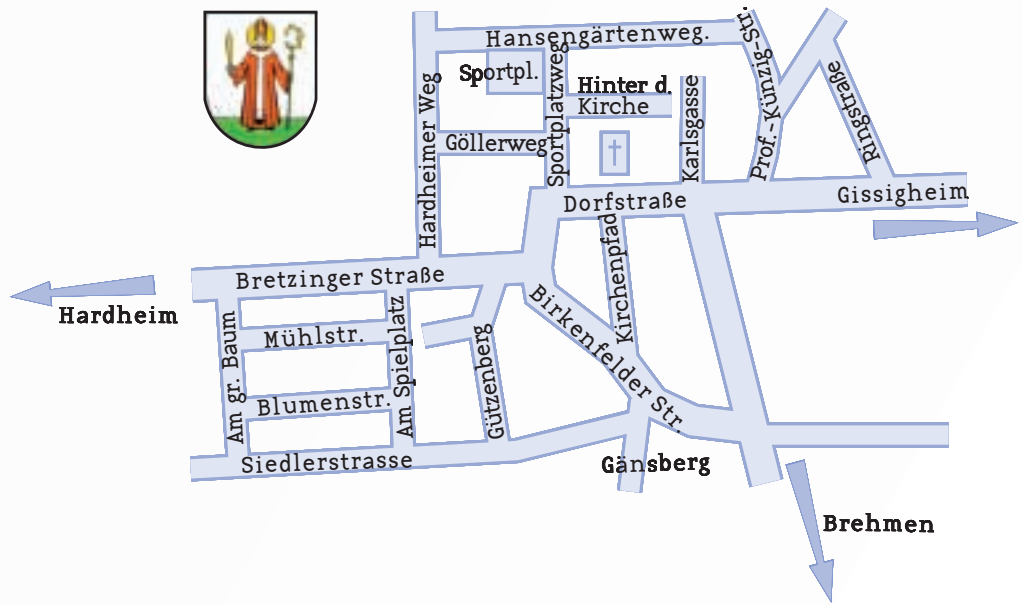 Hansengärtenweg.
Sportpl.
Sportplatzweg
Hinter d.
Kirche
Karlsgasse
Prof.-Künzig-Str.
Ringstraße
Hardheimer Weg
Göllerweg
Dorfstraße
Gissigheim
Kirchenpfad
Bretzinger Straße
Hardheim
Birkenfelder Str.
Am gr. Baum
Mühlstr.
Am Spielplatz
Blumenstr.
Gützenberg
Siedlerstrasse
Gänsberg
Brehmen